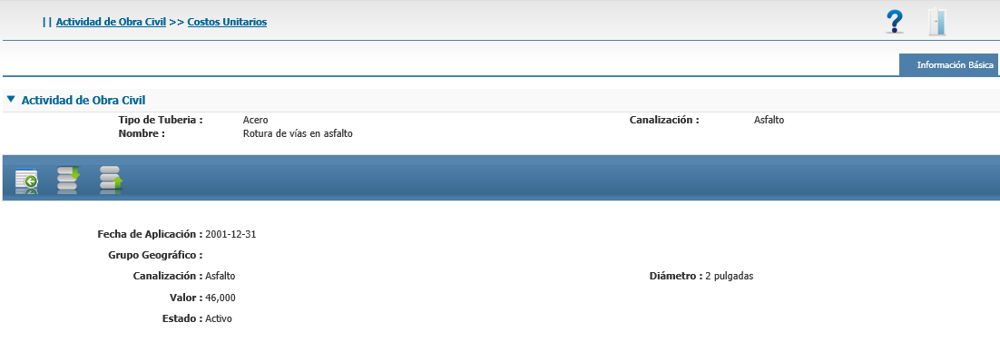 || Actividad de Obra Civil >> Costos Unitarios
Información Básica
Actividad de Obra Civil
Tipo de Tuberia : Acero Canalización : Asfalto
Nombre : Rotura de vías en asfalto
Fecha de Aplicación : 2001-12-31
Grupo Geográfico :
Canalización : Asfalto Diámetro : 2 pulgadas
Valor : 46,000
Estado : Activo